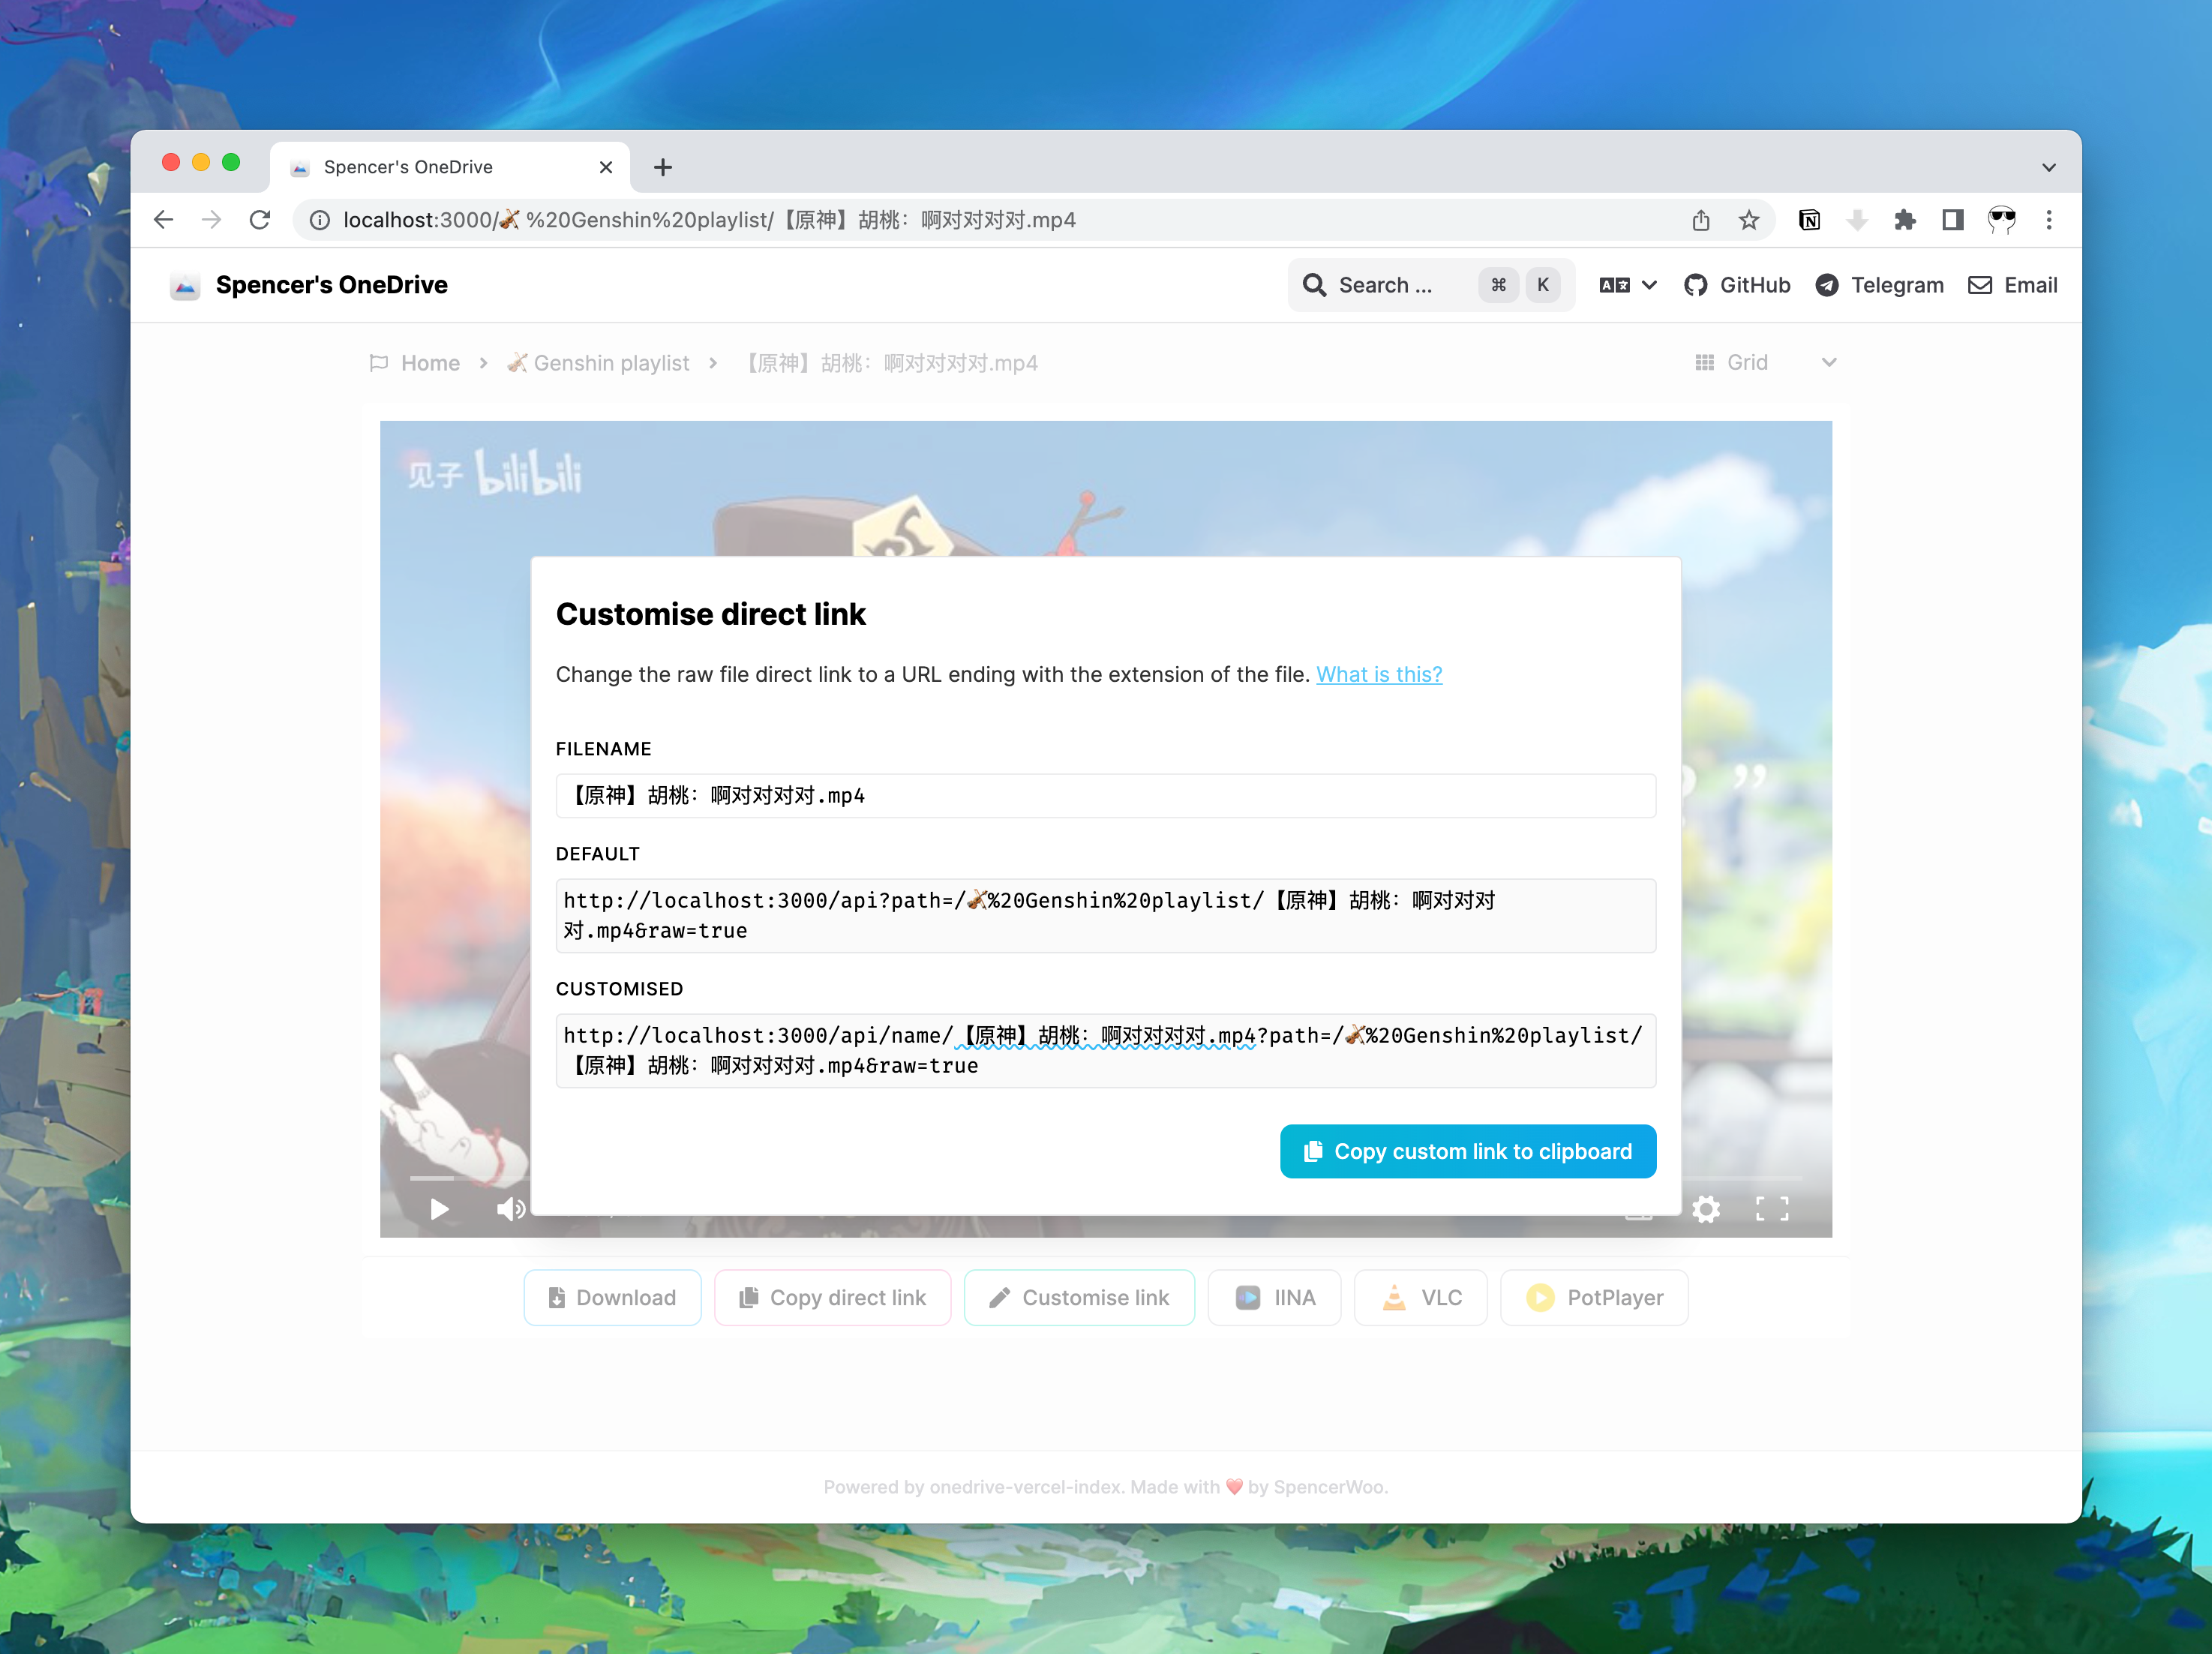 Spencer's OneDrive
localhost:3000/🎻%20Genshin%20playlist/【原神】胡桃：啊对对对对.mp4
Spencer's OneDrive
Search ...
⌘ K
GitHub
Telegram
Email
Home > 🎻 Genshin playlist > 【原神】胡桃：啊对对对对.mp4
Grid
见子 bilibili
”
Customise direct link
Change the raw file direct link to a URL ending with the extension of the file. What is this?
FILENAME
【原神】胡桃：啊对对对对.mp4
DEFAULT
http://localhost:3000/api?path=/🎻%20Genshin%20playlist/【原神】胡桃：啊对对对
对.mp4&raw=true
CUSTOMISED
http://localhost:3000/api/name/【原神】胡桃：啊对对对对.mp4?path=/🎻%20Genshin%20playlist/
【原神】胡桃：啊对对对对.mp4&raw=true
Copy custom link to clipboard
Download
Copy direct link
Customise link
IINA
VLC
PotPlayer
Powered by onedrive-vercel-index. Made with ❤️ by SpencerWoo.